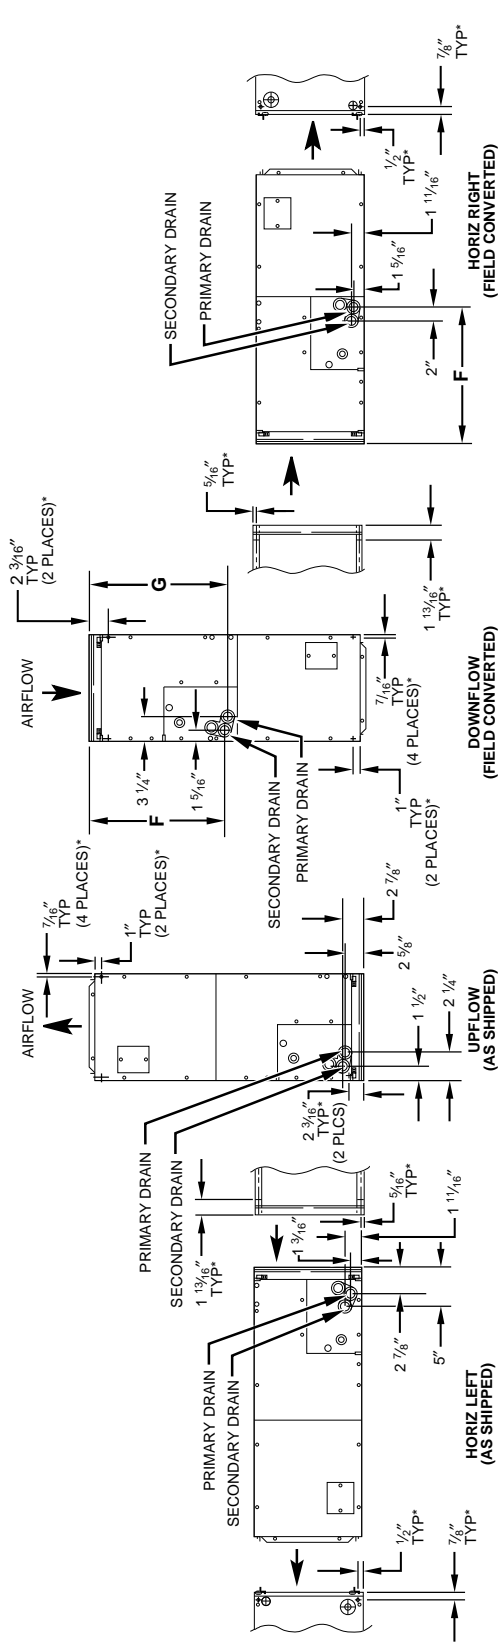 PRIMARY DRAIN
SECONDARY DRAIN
1/2″
TYP*
7/8″
TYP*
2 7/8″
5″
1 3/16″
1 11/16″
5/16″
TYP*
1 13/16″
TYP*
HORIZ LEFT
(AS SHIPPED)
AIRFLOW
7/16″
TYP
(4 PLACES)*
1″
TYP
(2 PLACES)*
PRIMARY DRAIN
SECONDARY DRAIN
2 3/16″
TYP*
(2 PLCS)
1 1/2″
2 1/4″
2 5/8″
2 7/8″
UPFLOW
(AS SHIPPED)
AIRFLOW
2 3/16″
TYP
(2 PLACES)*
F
G
3 1/4″
1 5/16″
SECONDARY DRAIN
PRIMARY DRAIN
1″
TYP
(2 PLACES)*
7/16″
TYP
(4 PLACES)*
DOWNFLOW
(FIELD CONVERTED)
5/16″
TYP*
1 13/16″
TYP*
SECONDARY DRAIN
PRIMARY DRAIN
F
2″
1 5/16″
1 11/16″
1/2″
TYP*
7/8″
TYP*
HORIZ RIGHT
(FIELD CONVERTED)